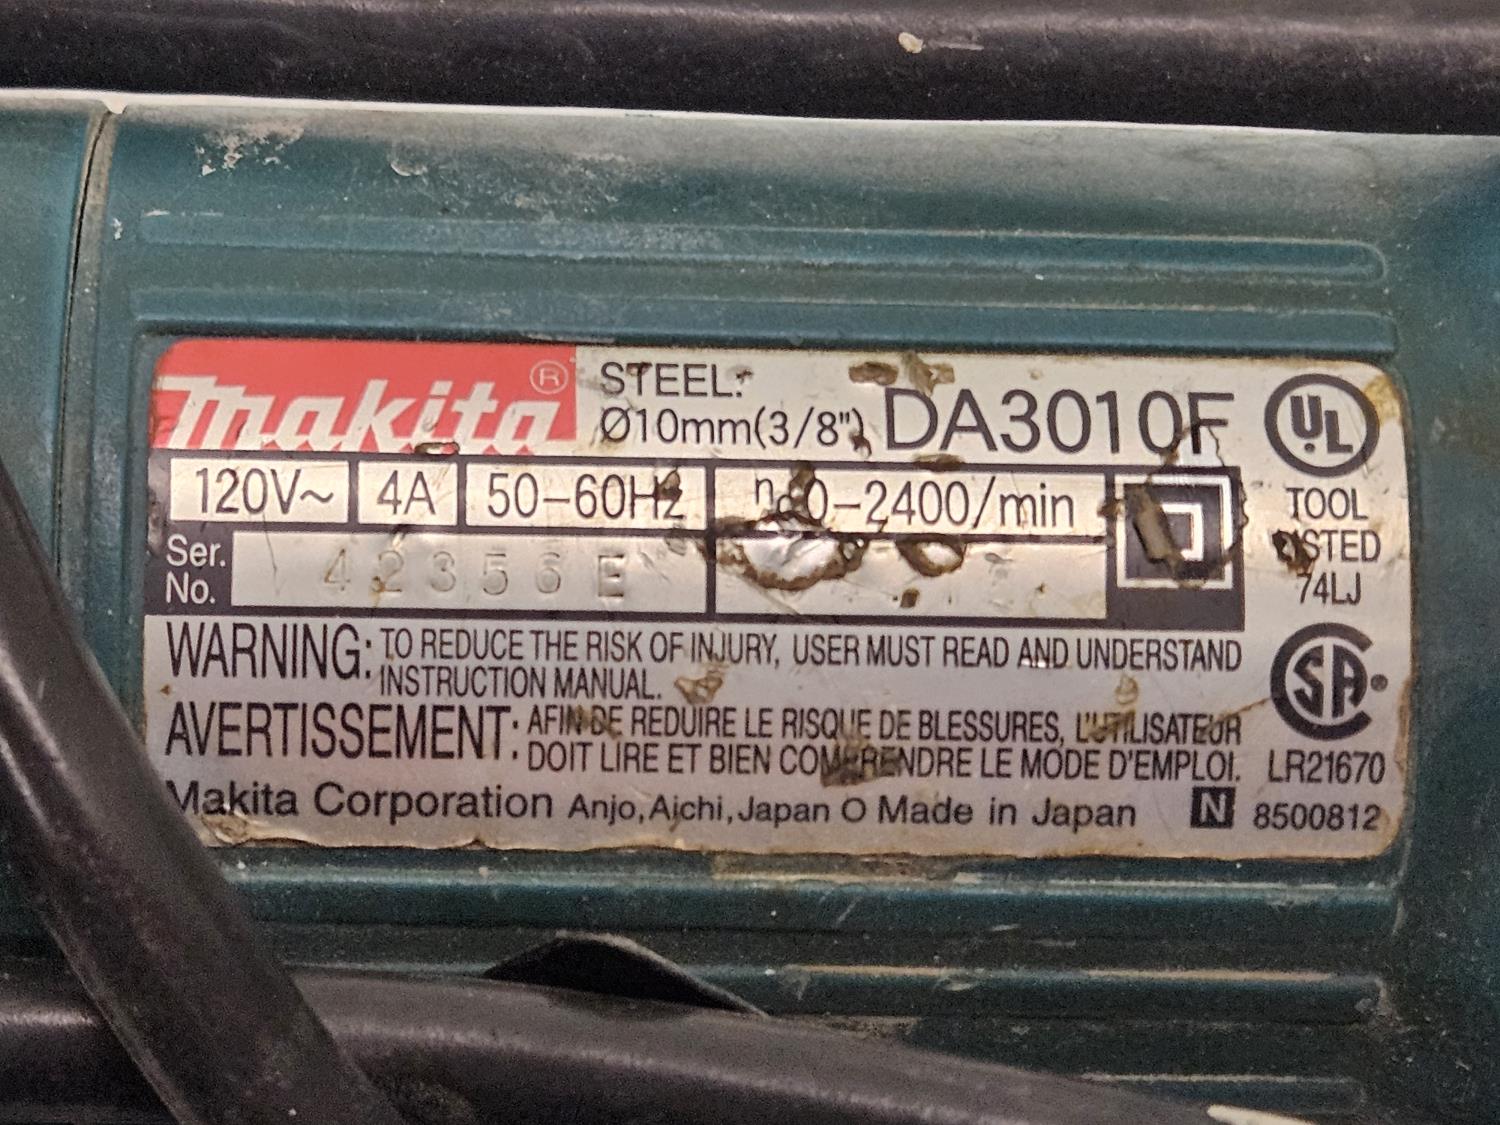 makita®
STEEL:
Ø10mm(3/8")
DA3010F
UL
120V~ 4A 50-60Hz n₀0-2400/min
TOOL
LISTED
74LJ
Ser.
No.
42356E
WARNING: TO REDUCE THE RISK OF INJURY, USER MUST READ AND UNDERSTAND
INSTRUCTION MANUAL.
SA®
AVERTISSEMENT: AFIN DE REDUIRE LE RISQUE DE BLESSURES, L'UTILISATEUR
DOIT LIRE ET BIEN COMPRENDRE LE MODE D'EMPLOI.
LR21670
Makita Corporation Anjo, Aichi, Japan O Made in Japan N 8500812